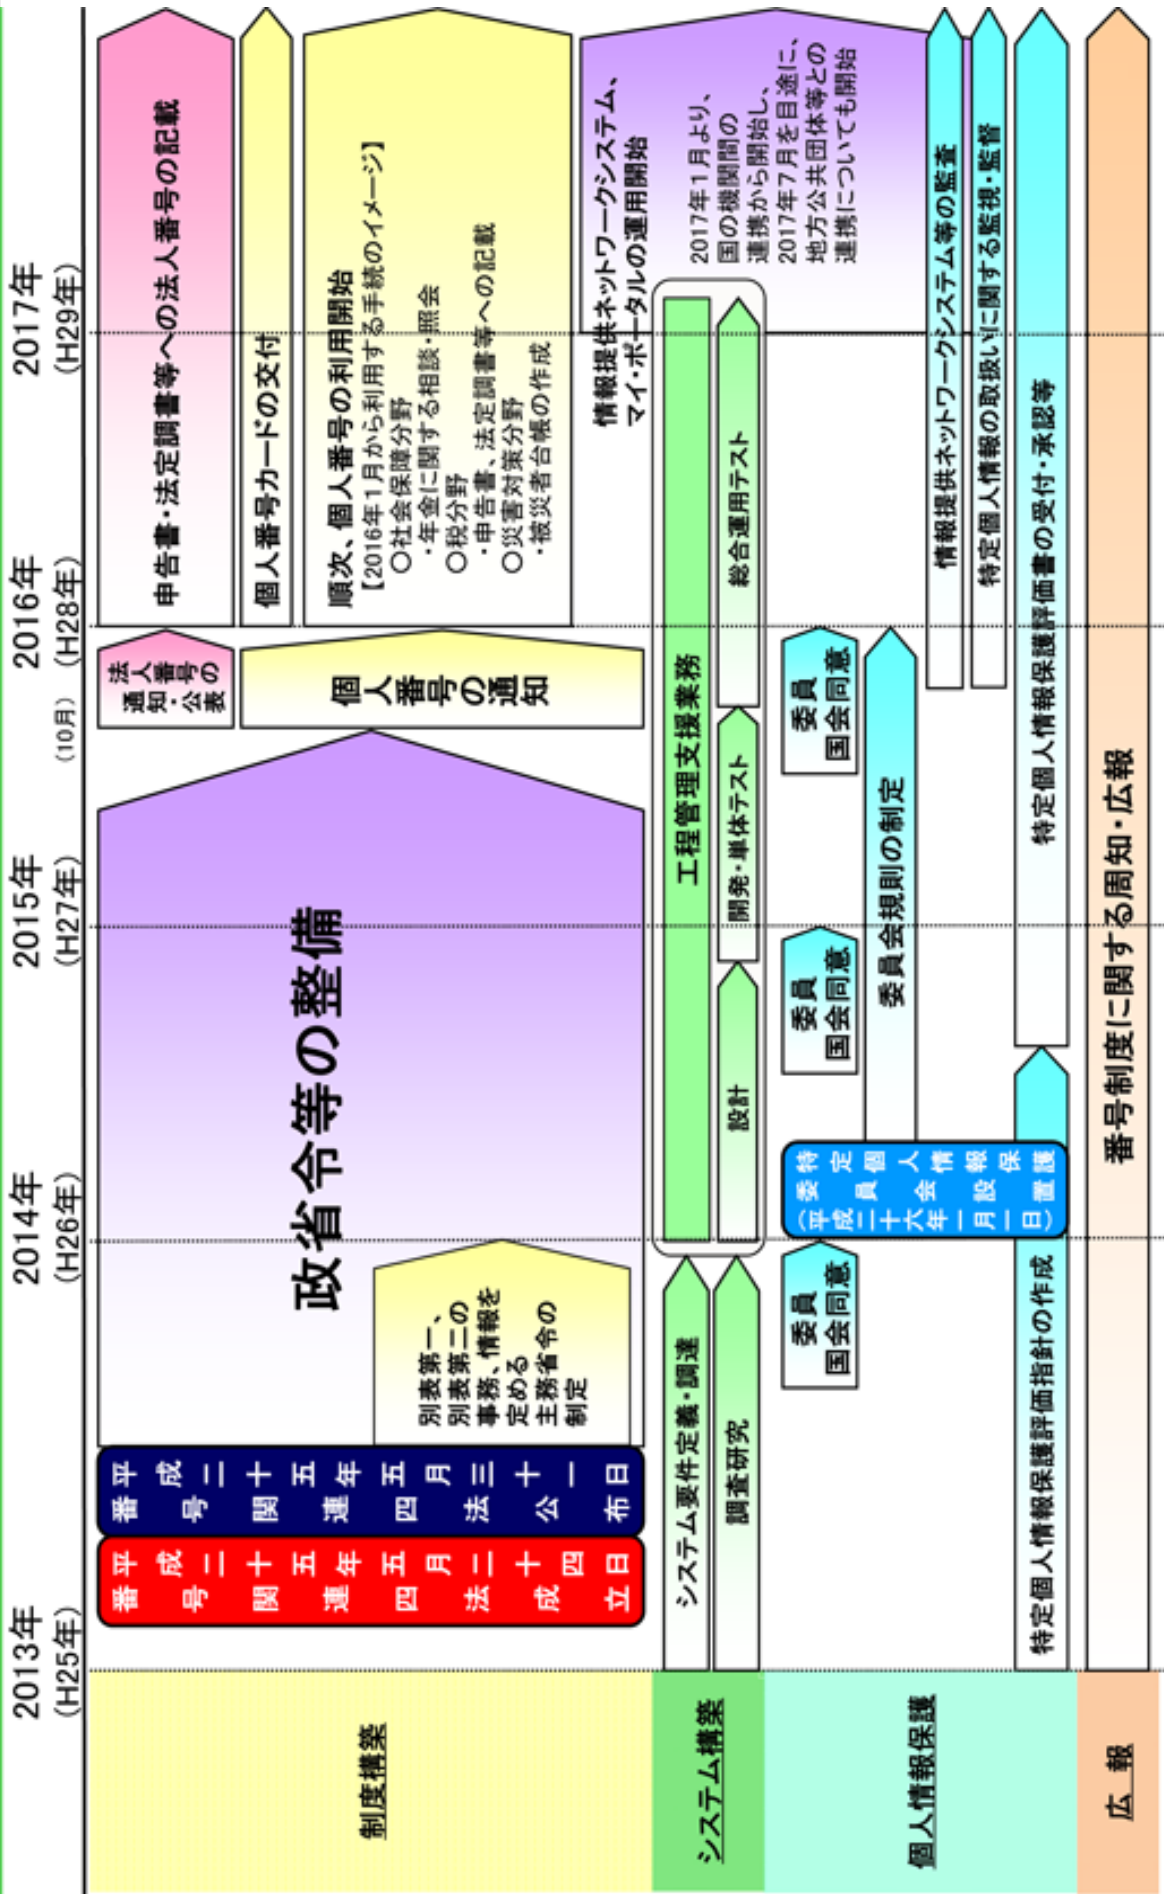 2013年
(H25年)
2014年
(H26年)
2015年
(H27年)
(10月)
2016年
(H28年)
2017年
(H29年)
制度構築
番号関連四法成立
平成二十五年五月二十四日
番号関連四法公布
平成二十五年五月三十一日
政省令等の整備
別表第一、
別表第二の
事務、情報を
定める
主務省令の
制定
法人番号の
通知・公表
個人番号の通知
申告書・法定調書等への法人番号の記載
個人番号カードの交付
順次、個人番号の利用開始
【2016年1月から利用する手続のイメージ】
○社会保障分野
・年金に関する相談・照会
○税分野
・申告書、法定調書等への記載
○災害対策分野
・被災者台帳の作成
情報提供ネットワークシステム、
マイ・ポータルの運用開始
2017年1月より、
国の機関間の
連携から開始し、
2017年7月を目途に、
地方公共団体等との
連携についても開始
システム構築
システム要件定義・調達
調査研究
工程管理支援業務
設計
開発・単体テスト
総合運用テスト
個人情報保護
委員
国会同意
特定個人情報保護
委員会設置
(平成二十六年一月一日)
委員
国会同意
委員
国会同意
委員会規則の制定
情報提供ネットワークシステム等の監査
特定個人情報の取扱いに関する監視・監督
特定個人情報保護評価指針の作成
特定個人情報保護評価書の受付・承認等
広 報
番号制度に関する周知・広報